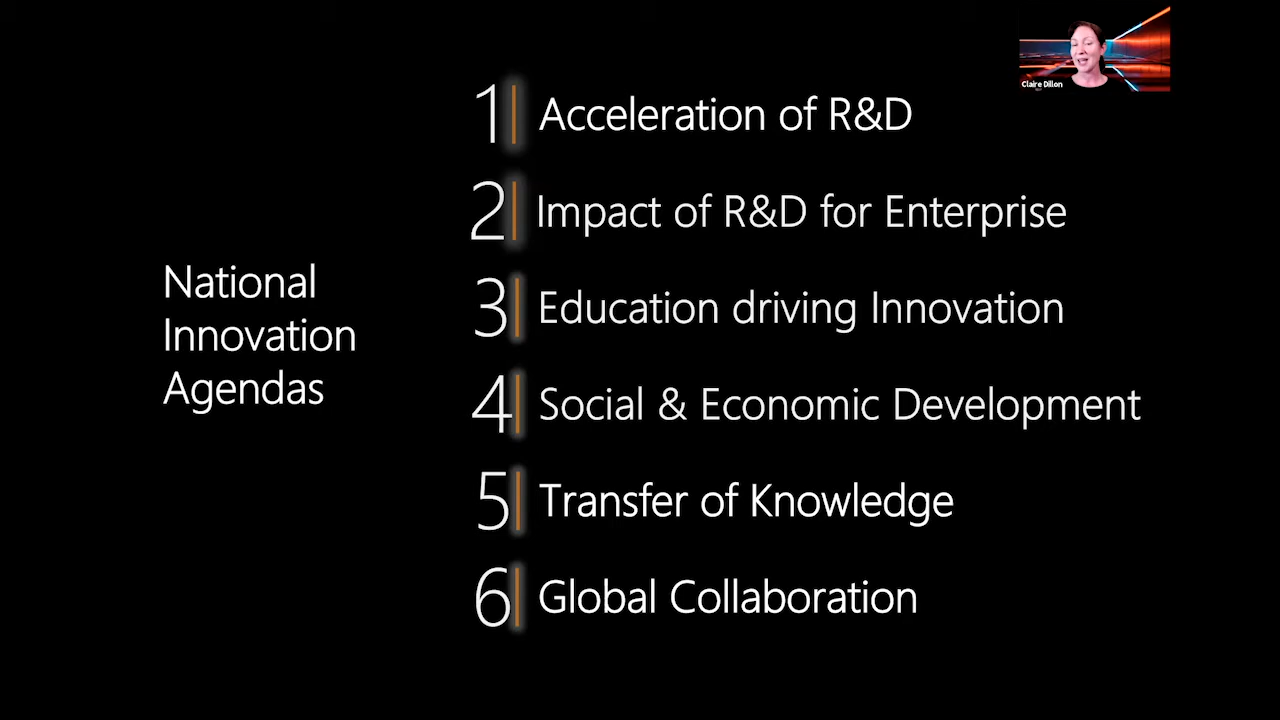 National
Innovation
Agendas
1 Acceleration of R&D
2 Impact of R&D for Enterprise
3 Education driving Innovation
4 Social & Economic Development
5 Transfer of Knowledge
6 Global Collaboration
Claire Dillon